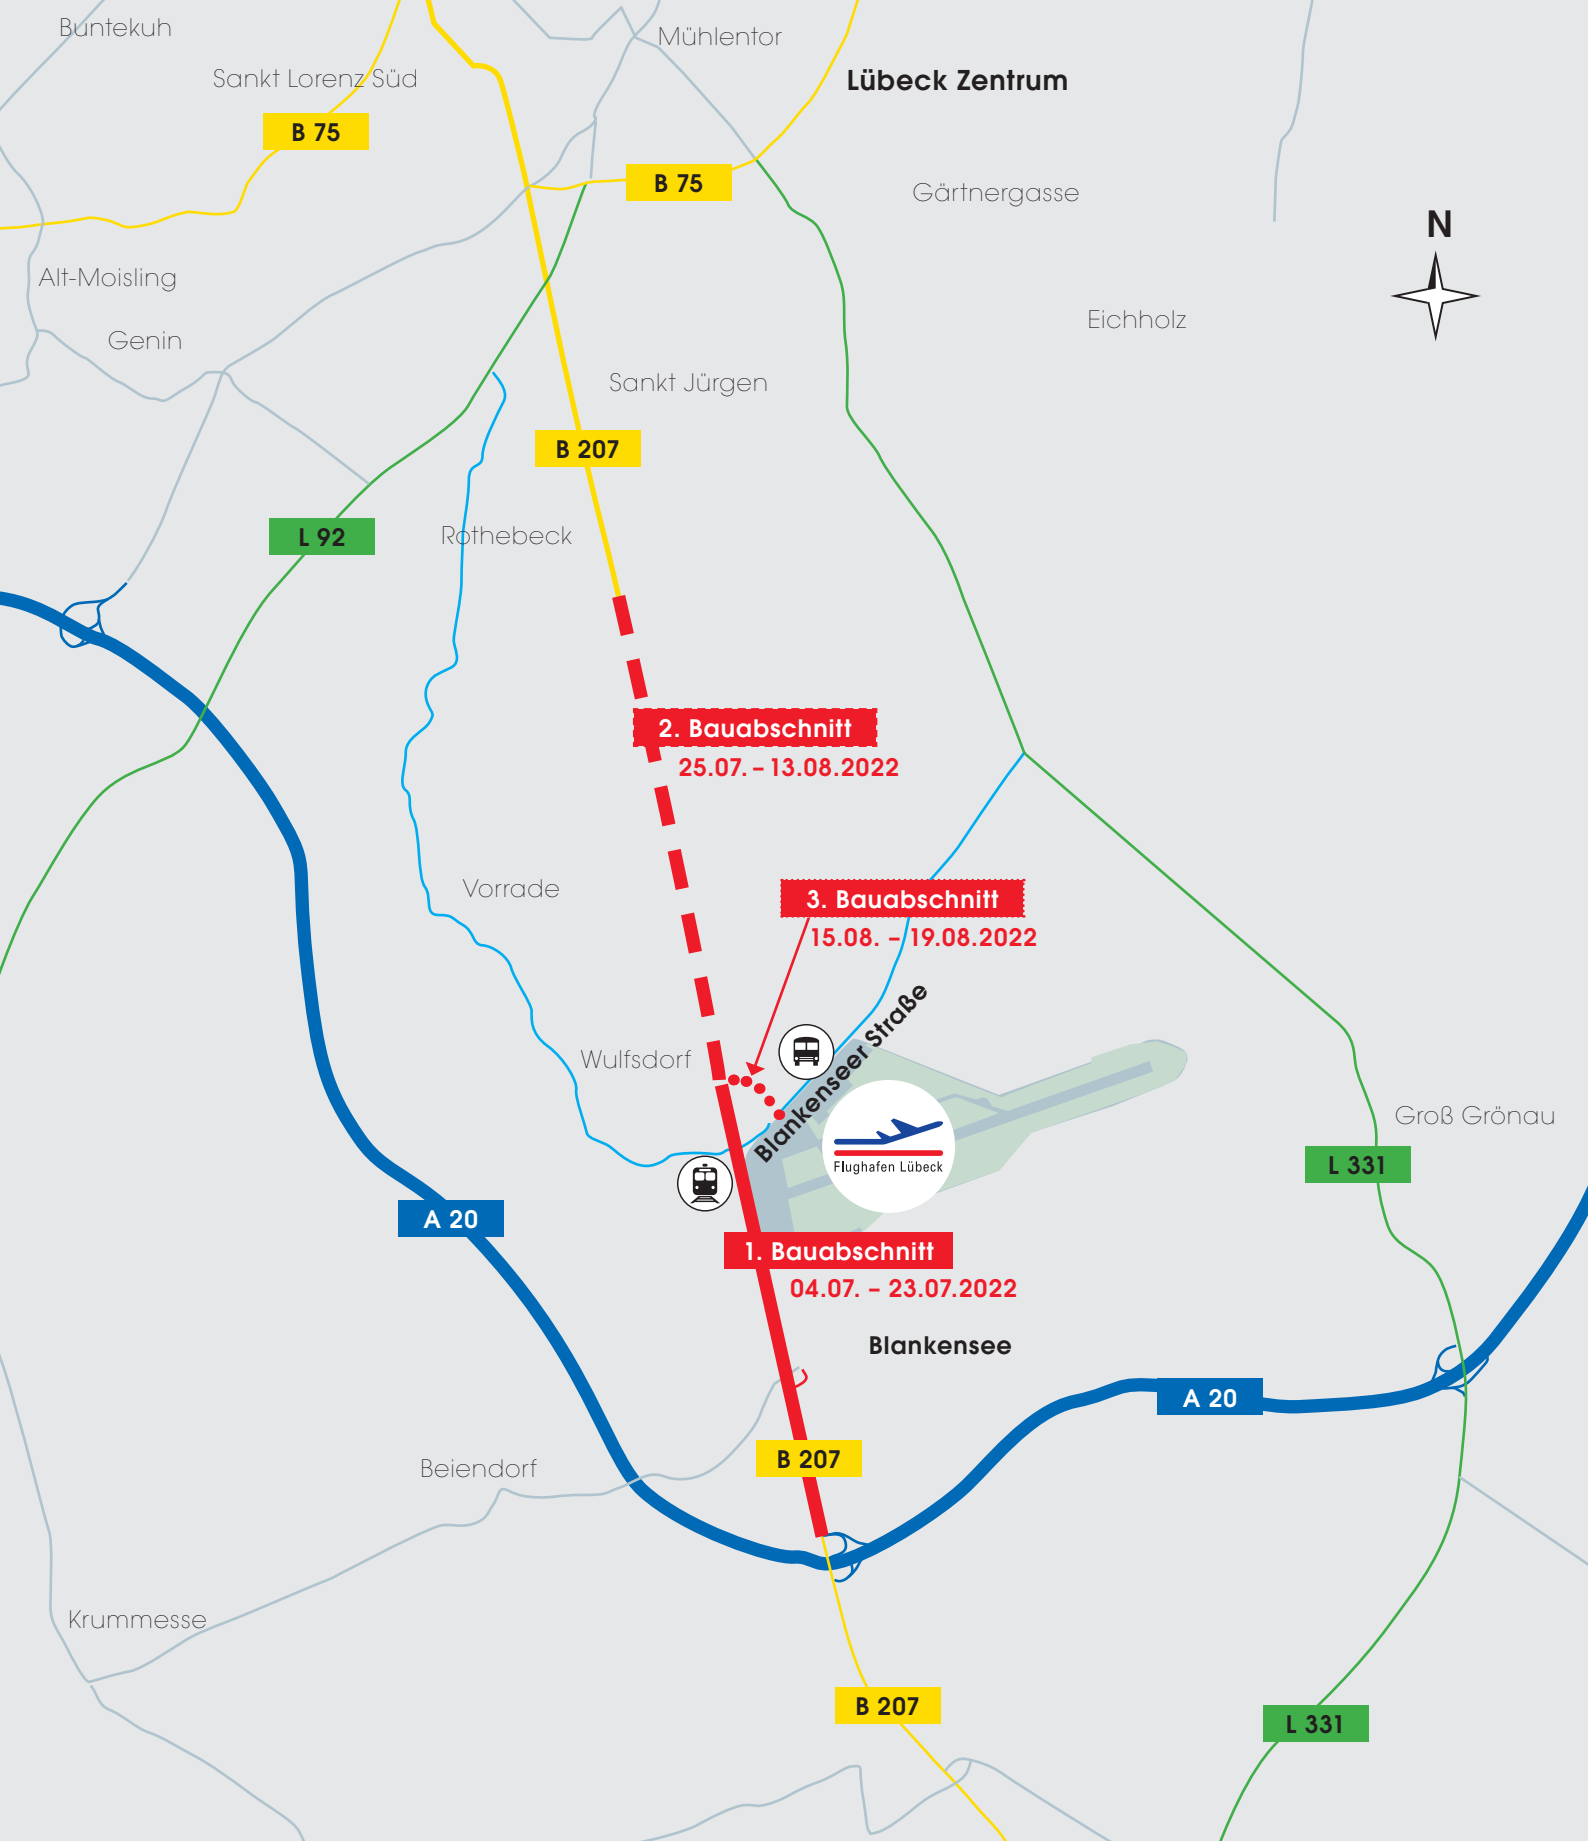 Buntekuh
Mühlentor
Sankt Lorenz Süd
Lübeck Zentrum
B 75
B 75
Gärtnergasse
N
Alt-Moisling
Eichholz
Genin
Sankt Jürgen
B 207
L 92
Rothebeck
2. Bauabschnitt
25.07. – 13.08.2022
Vorrade
3. Bauabschnitt
15.08. – 19.08.2022
Blankenseer Straße
Wulfsdorf
Groß Grönau
Flughafen Lübeck
L 331
A 20
1. Bauabschnitt
04.07. – 23.07.2022
Blankensee
A 20
B 207
Beiendorf
Krummesse
B 207
L 331